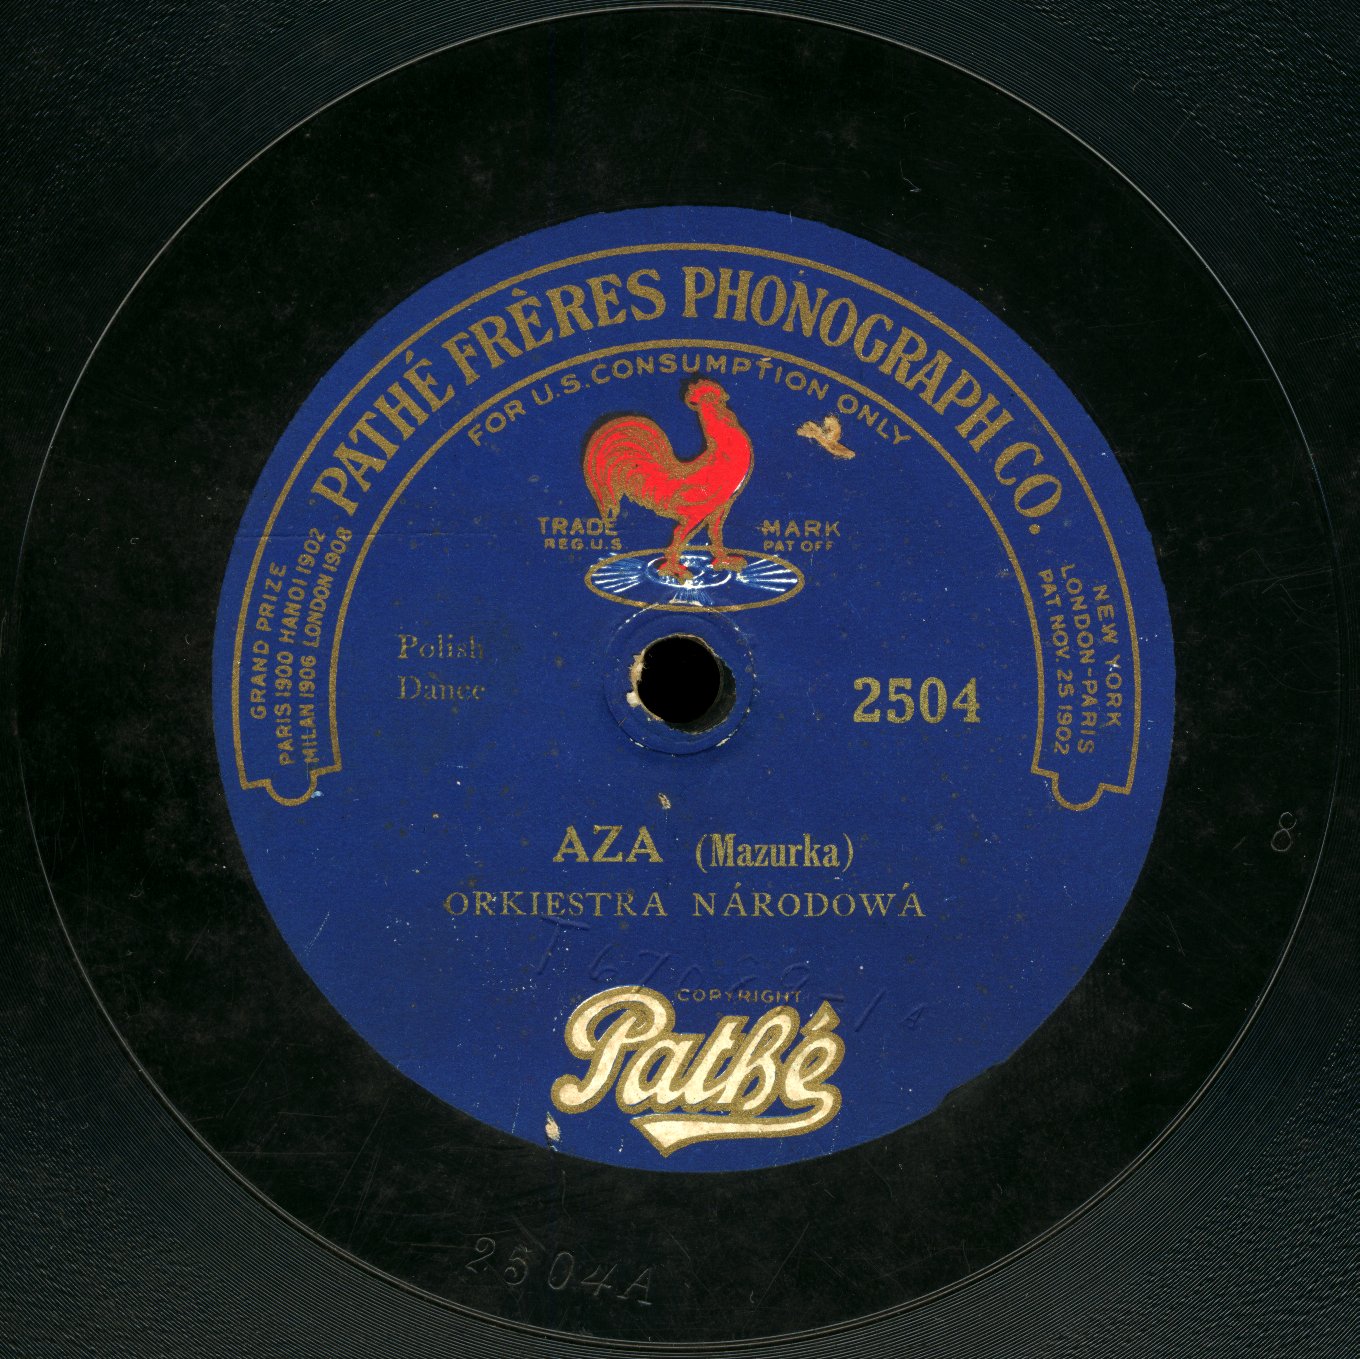 PATHÉ FRÈRES PHONOGRAPH CO.
FOR U.S. CONSUMPTION ONLY
GRAND PRIZE
PARIS 1900 HANOI 1902
MILAN 1906 LONDON 1908
NEW YORK
LONDON-PARIS
PAT. NOV. 25 1902
TRADE MARK
REG. U.S. PAT OFF
Polish
Dance
2504
AZA (Mazurka)
ORKIESTRA NÁRODOWÁ
COPYRIGHT
Pathé
8
2504A